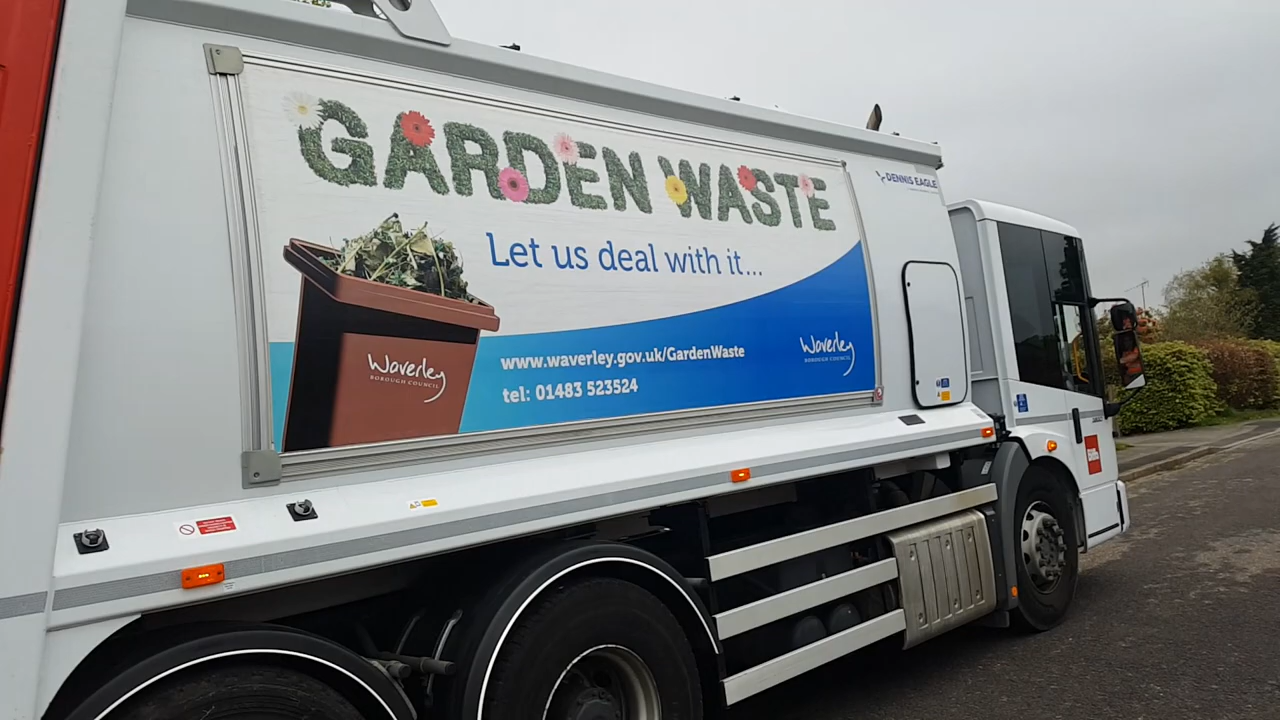 GARDEN WASTE
DENNIS EAGLE
Let us deal with it...
www.waverley.gov.uk/GardenWaste
tel: 01483 523524
Waverley
BOROUGH COUNCIL
Waverley
BOROUGH COUNCIL